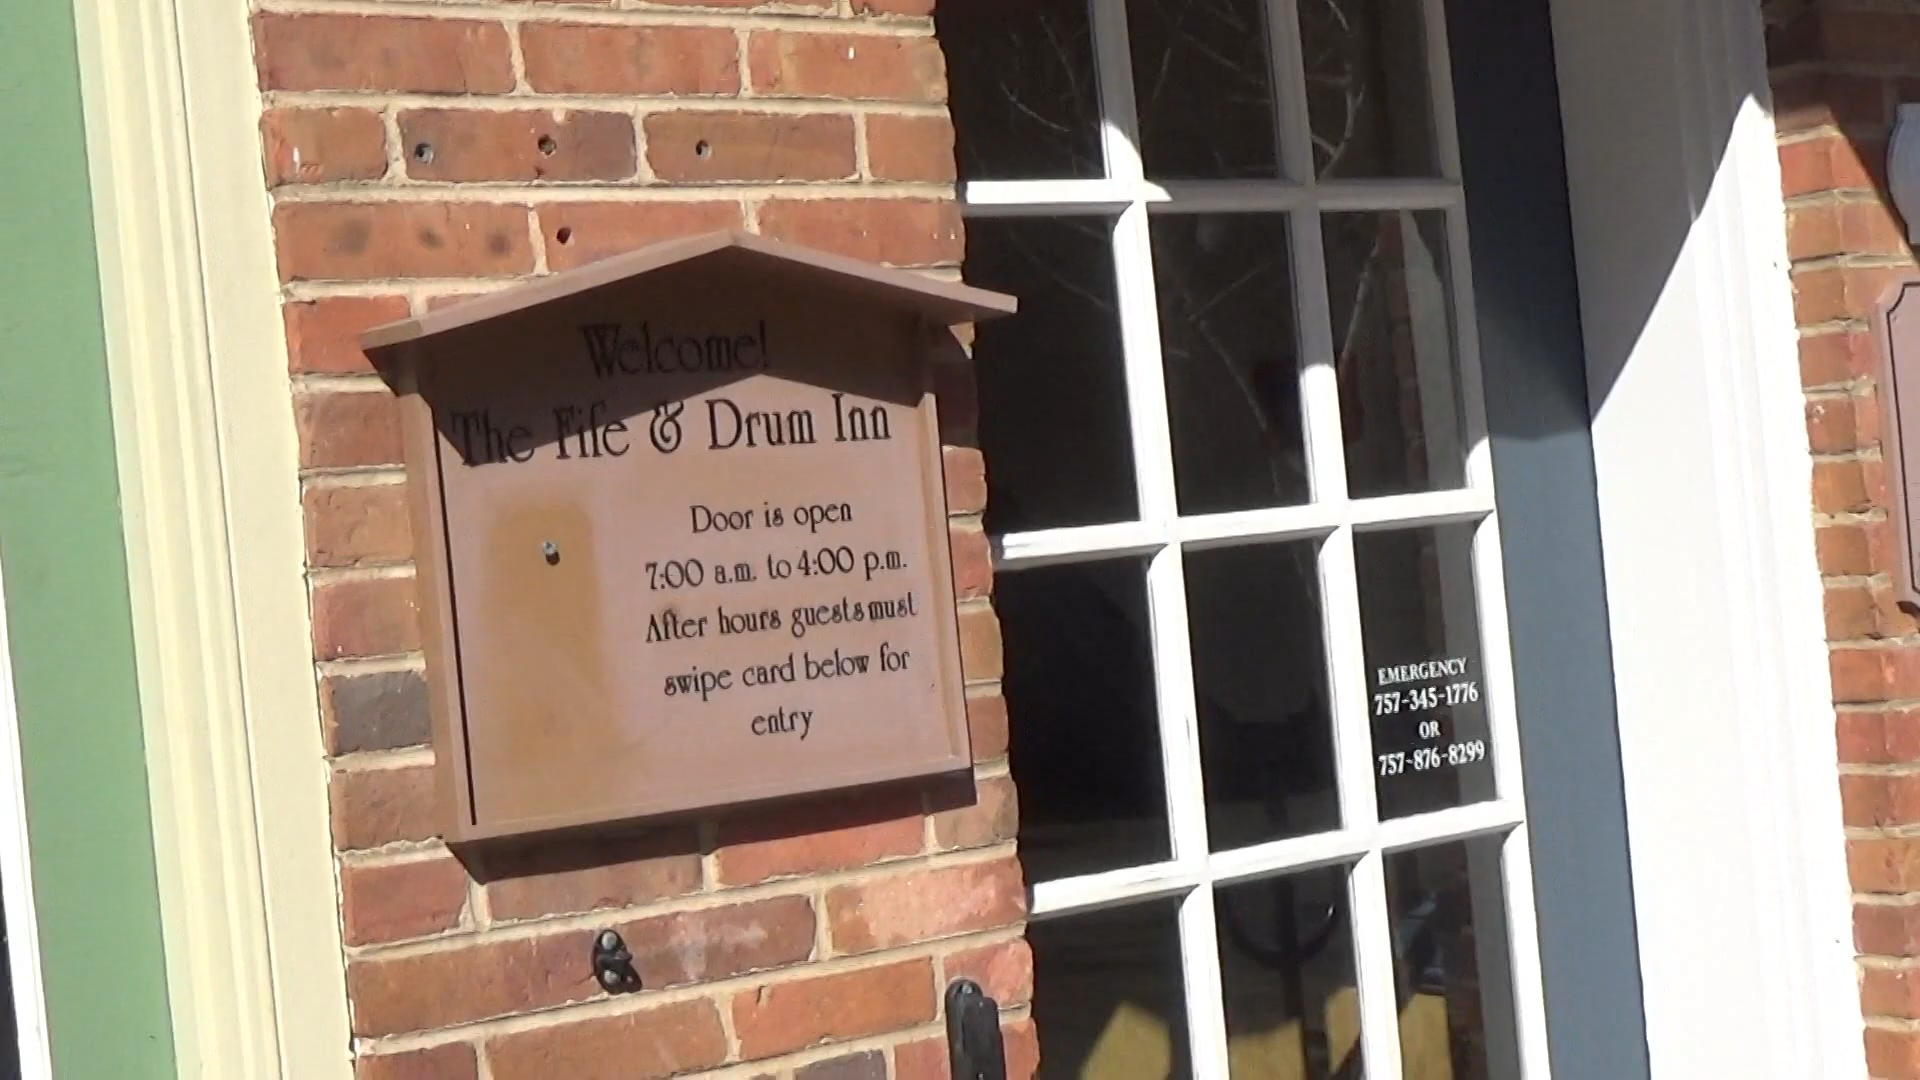 Welcome!
The Fife & Drum Inn
Door is open
7:00 a.m. to 4:00 p.m.
After hours guests must
swipe card below for
entry
EMERGENCY
757-345-1776
OR
757-876-8299